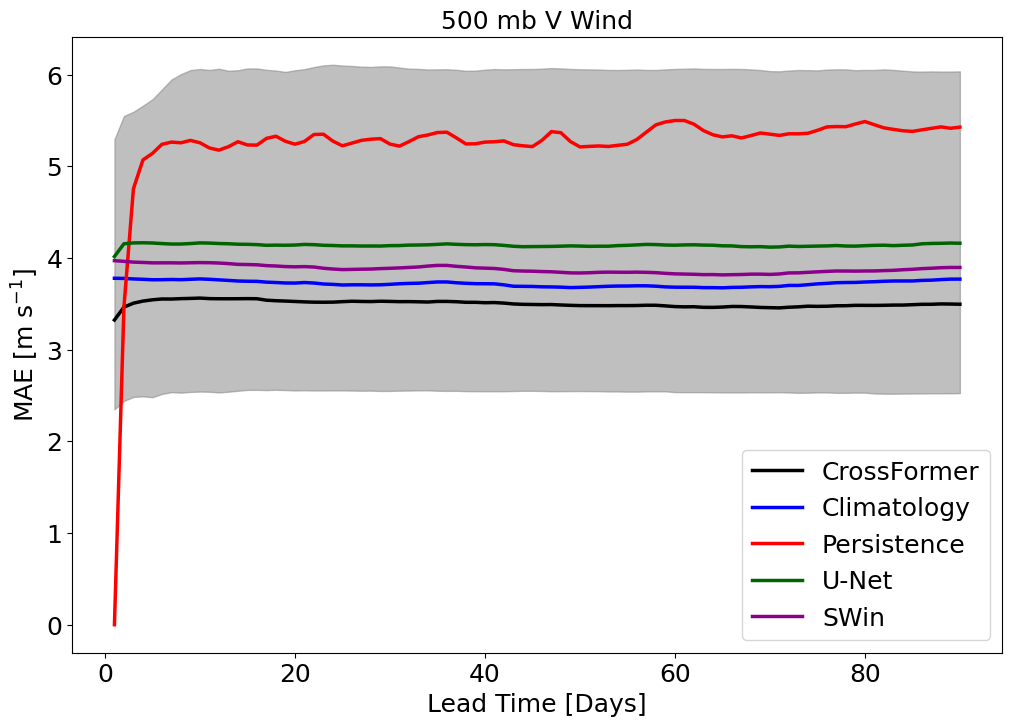 500 mb V Wind
MAE [m s⁻¹]
6
5
4
3
2
1
0
0 20 40 60 80
Lead Time [Days]
CrossFormer
Climatology
Persistence
U-Net
SWin